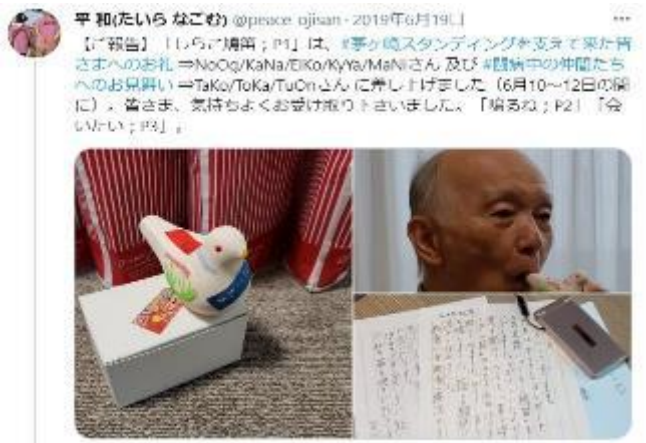 平 和(たいら なごむ) @peace_ojisan・2019年6月19日
【ご報告】「しらこ鳩笛；P1」は、#茅ヶ崎スタンディングを支えて来た皆
さまへのお礼 ⇒NoOg/KaNa/EiKo/KyYa/MaNiさん 及び #闘病中の仲間たち
へのお見舞い ⇒TaKo/ToKa/TuOnさん に差し上げました（6月10〜12日の間
に）。皆さま、気持ちよくお受け取り下さいました。「鳴るね；P2」「会
いたい；P3」。